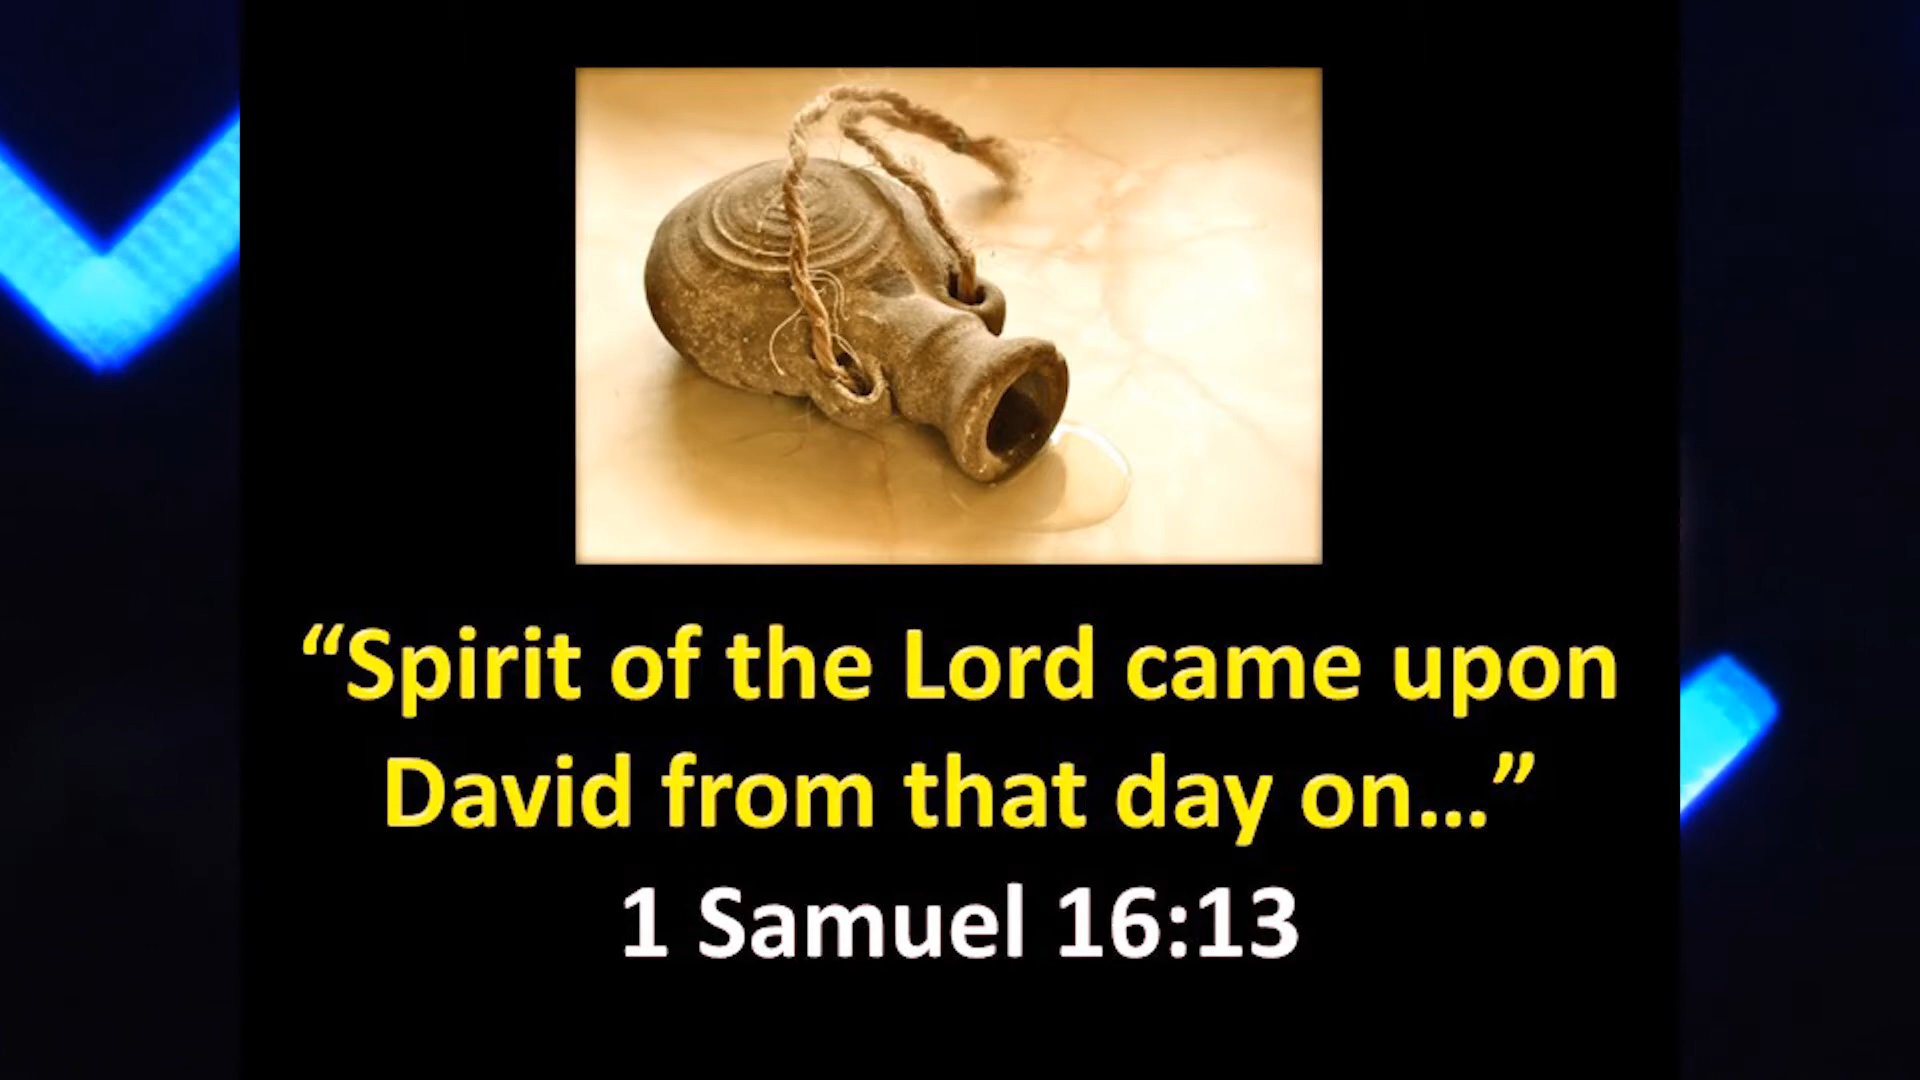 “Spirit of the Lord came upon
David from that day on…”
1 Samuel 16:13